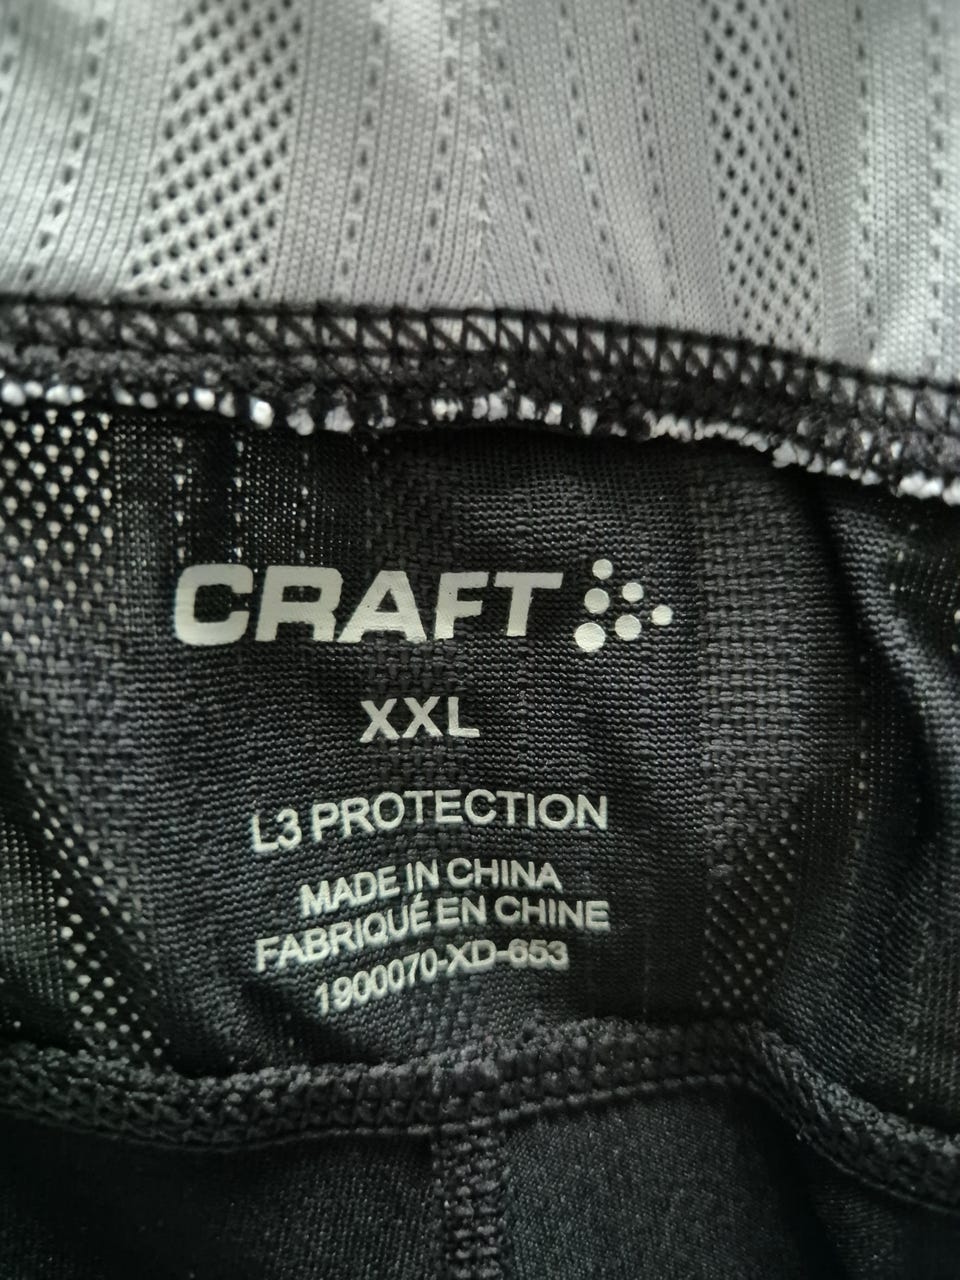 CRAFT
XXL
L3 PROTECTION
MADE IN CHINA
FABRIQUÉ EN CHINE
1900070-XD-653